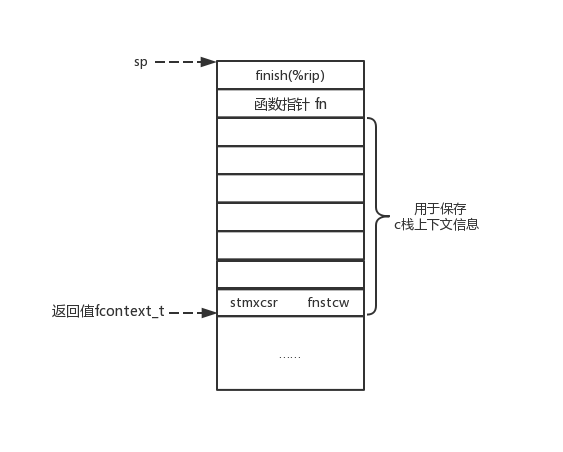 sp
finish(%rip)
函数指针 fn
用于保存
c栈上下文信息
stmxcsr fnstcw
返回值fcontext_t
......